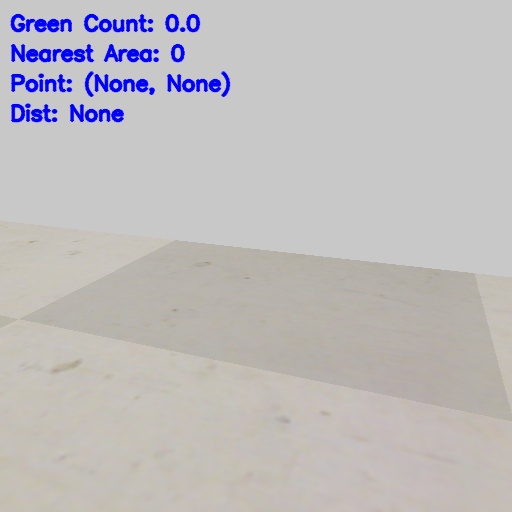 Green Count: 0.0
Nearest Area: 0
Point: (None, None)
Dist: None